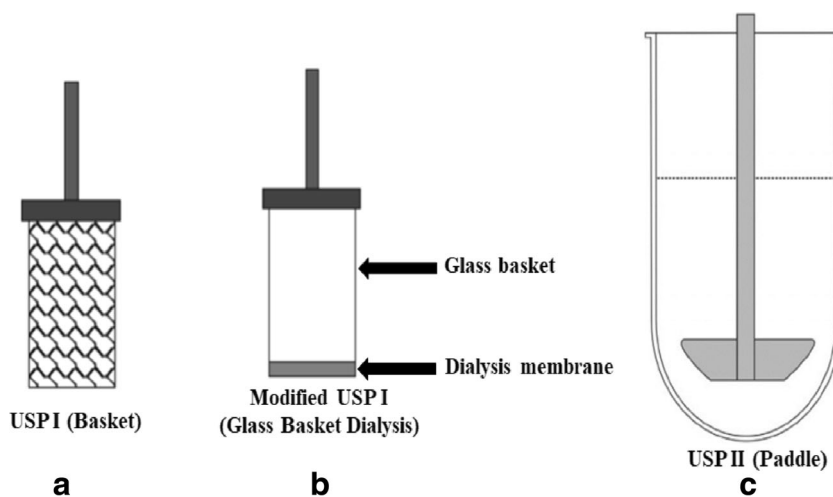 Glass basket
Dialysis membrane
USP I (Basket)
Modified USP I
(Glass Basket Dialysis)
USP II (Paddle)
a
b
c